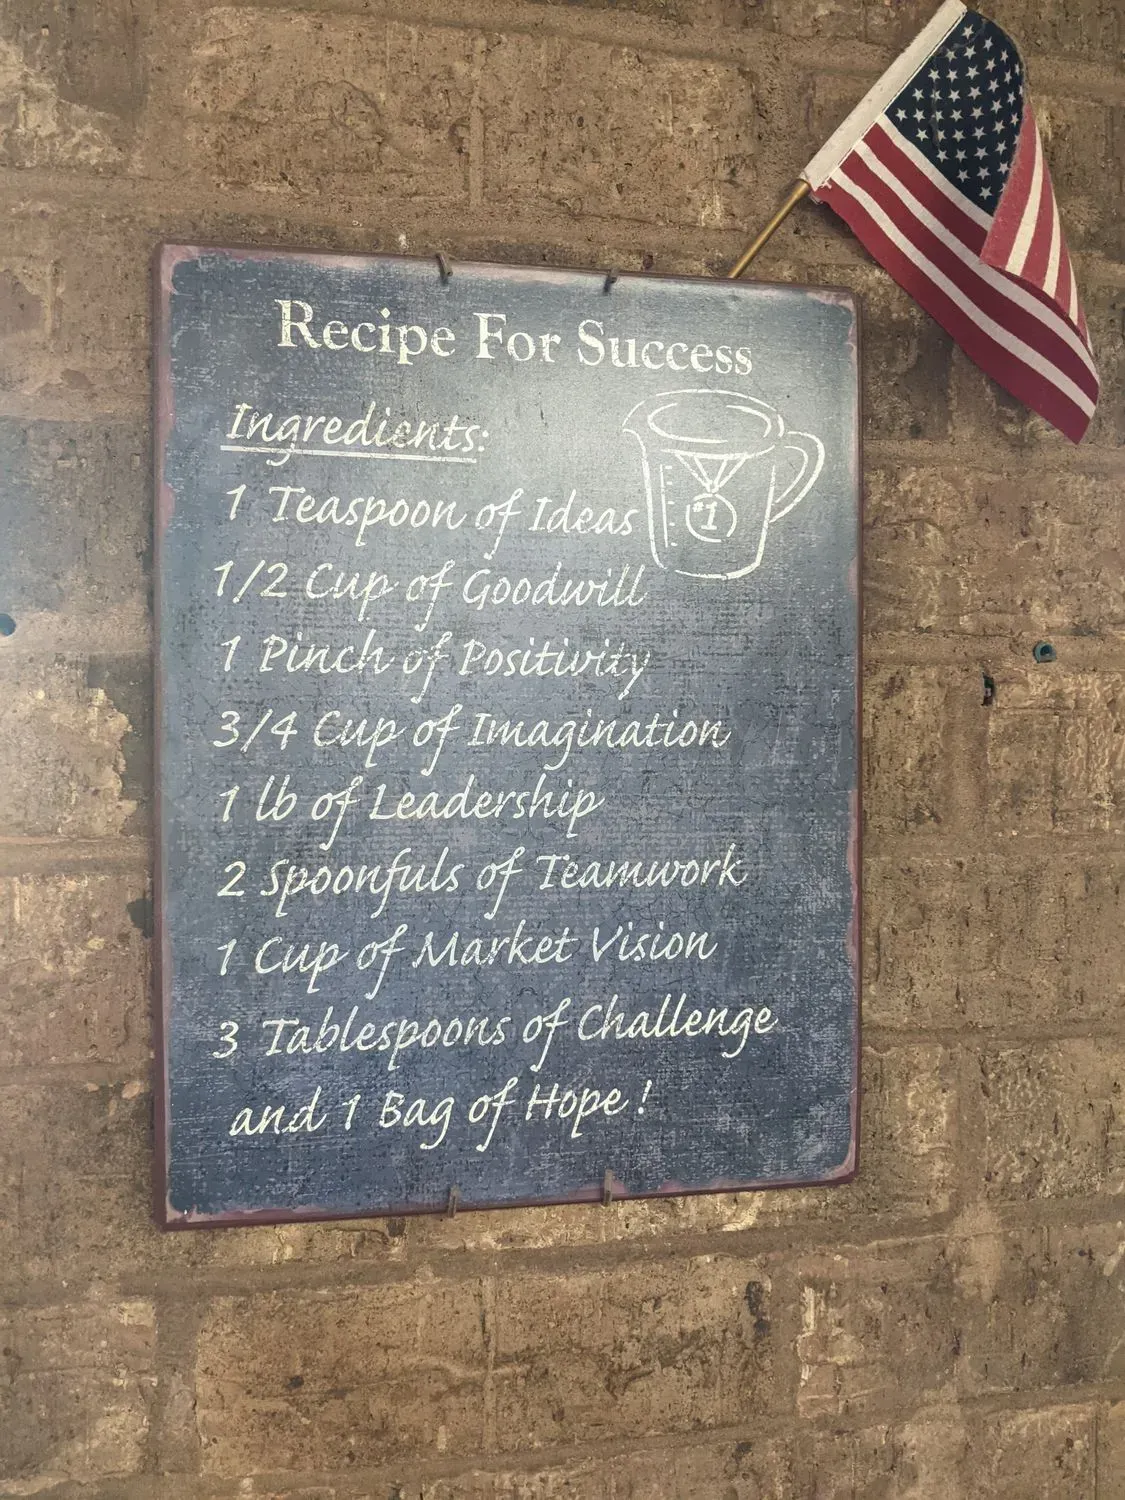 Recipe For Success
Ingredients:
1 Teaspoon of Ideas
#1
1/2 Cup of Goodwill
1 Pinch of Positivity
3/4 Cup of Imagination
1 lb of Leadership
2 Spoonfuls of Teamwork
1 Cup of Market Vision
3 Tablespoons of Challenge
and 1 Bag of Hope!